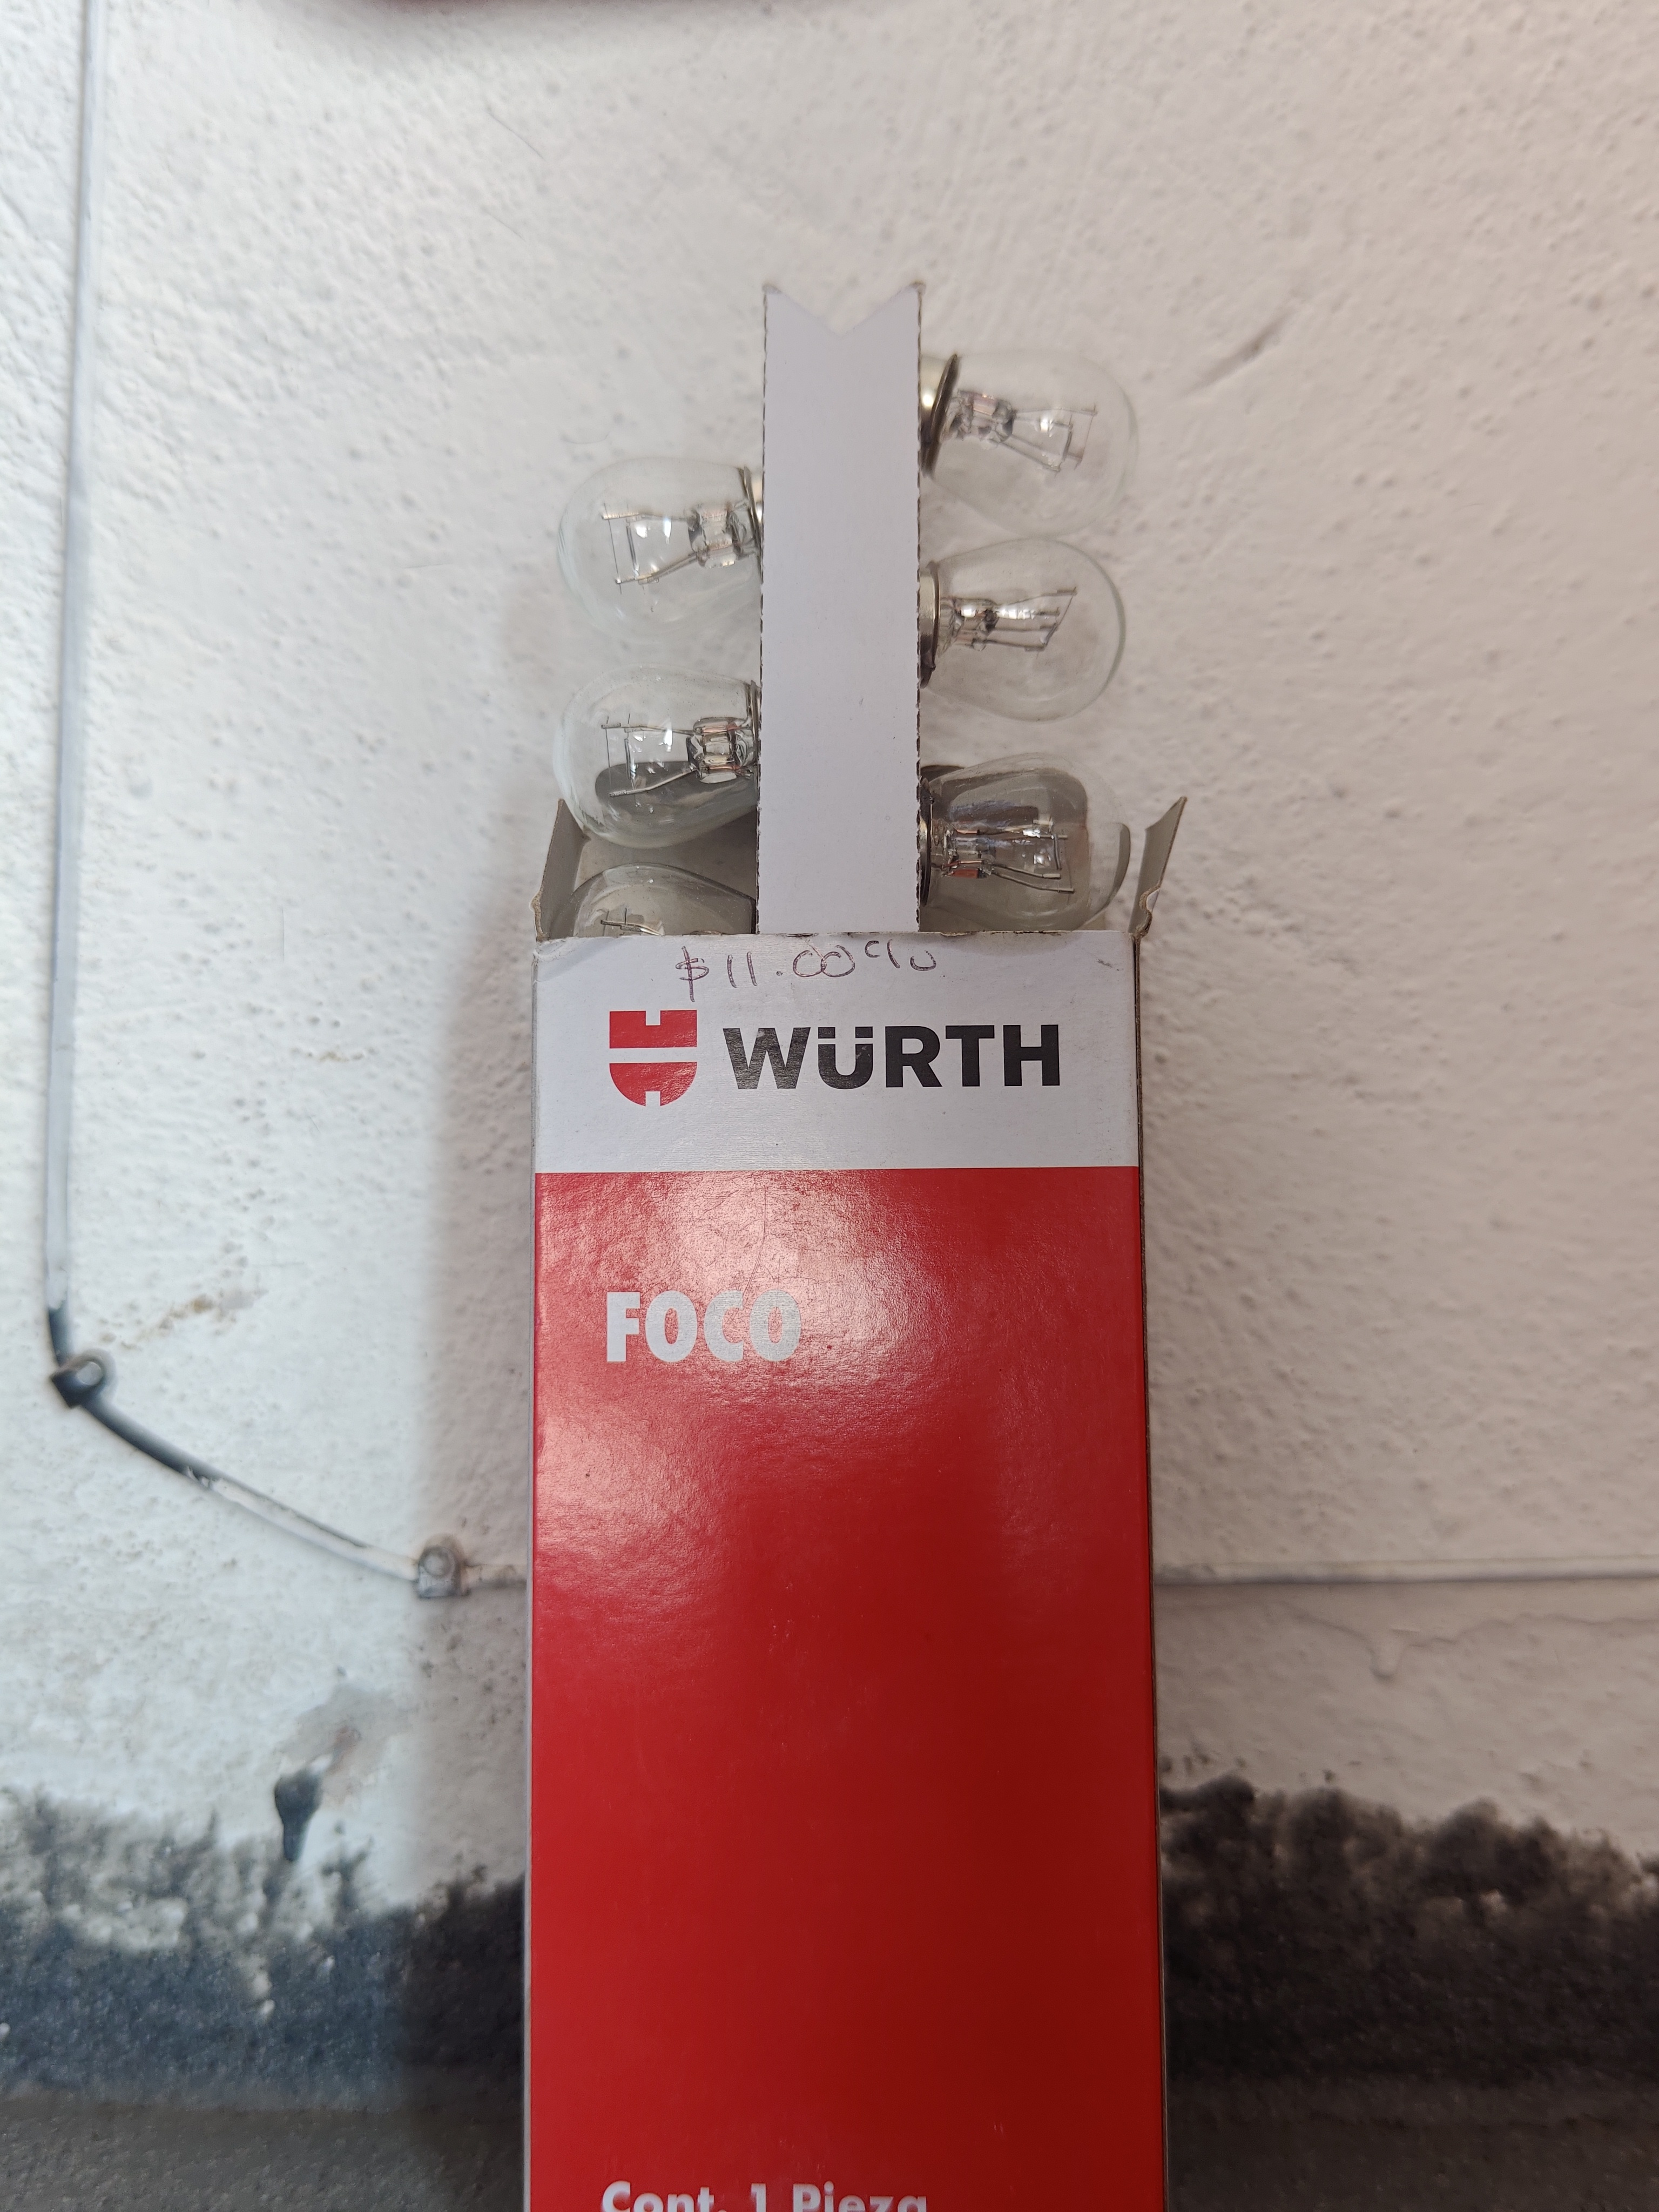 $11.00 c/u
WÜRTH
FOCO
Cont. 1 Pieza